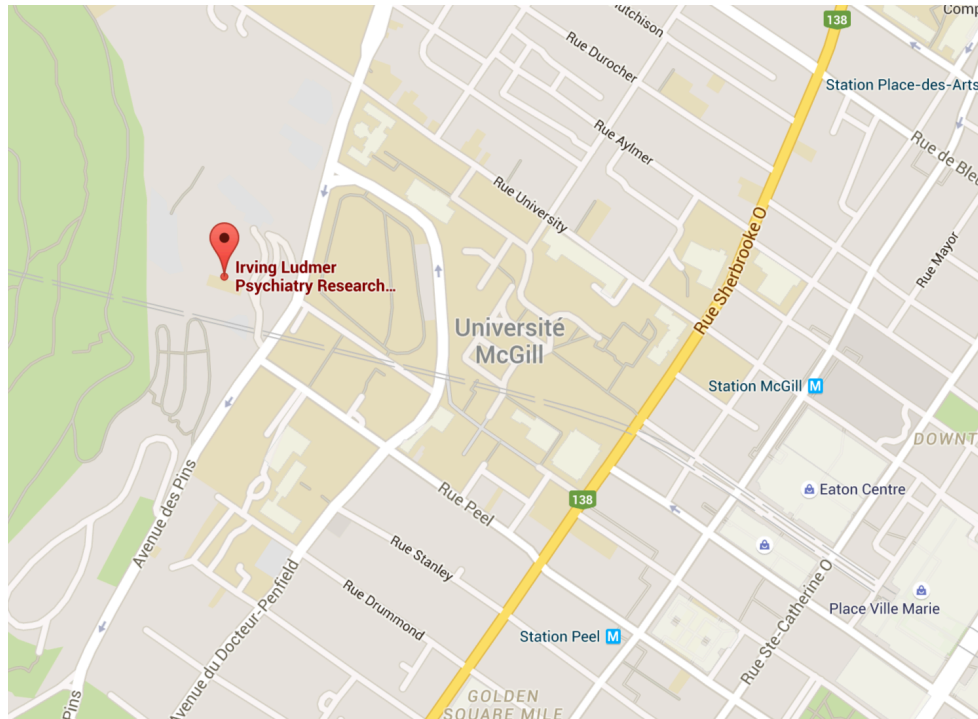 Comp
138
Hutchison
Rue Durocher
Station Place-des-Arts
Rue Aylmer
Rue de Bleu
Rue University
Rue Mayor
Irving Ludmer
Psychiatry Research...
Rue Sherbrooke O.
Université
McGill
Station McGill M
DOWNT
Avenue des Pins
Rue Peel
138
Eaton Centre
Rue Stanley
Avenue du Docteur-Penfield
Rue Drummond
Place Ville Marie
Rue Ste-Catherine O
Station Peel M
Pins
GOLDEN
SQUARE MILE